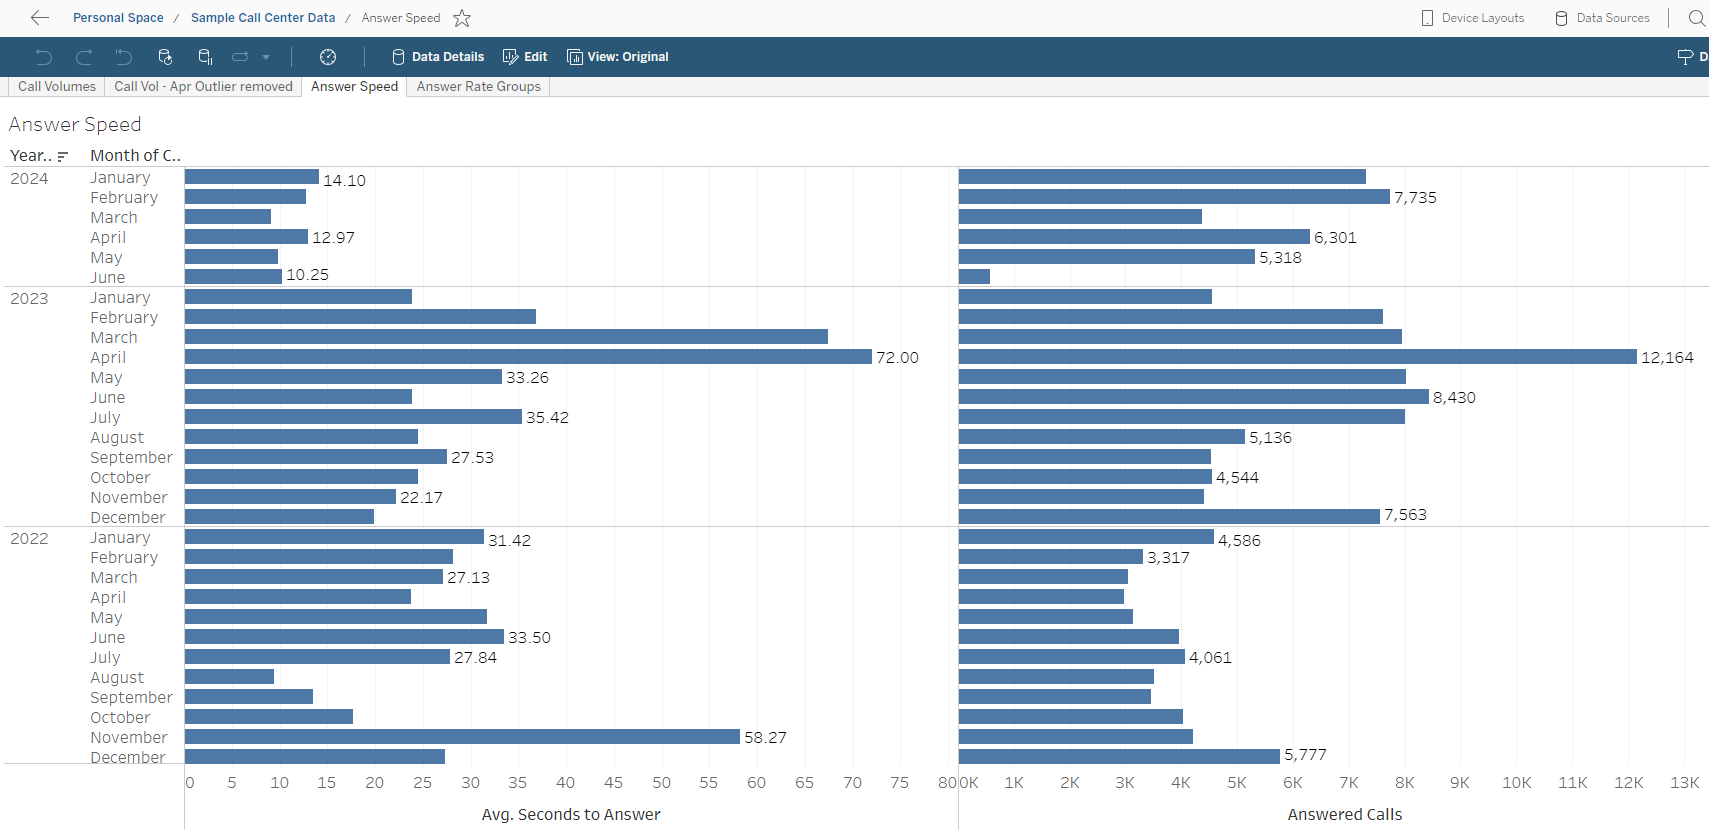 Personal Space / Sample Call Center Data / Answer Speed Device Layouts Data Sources
Data Details Edit View: Original D
Call Volumes Call Vol - Apr Outlier removed Answer Speed Answer Rate Groups
Answer Speed
Year.. Month of C..
2024 January 14.10
February 7,735
March
April 12.97 6,301
May 5,318
June 10.25
2023 January
February
March
April 72.00 12,164
May 33.26
June 8,430
July 35.42
August 5,136
September 27.53
October 4,544
November 22.17
December 7,563
2022 January 31.42 4,586
February 3,317
March 27.13
April
May
June 33.50
July 27.84 4,061
August
September
October
November 58.27
December 5,777
0 5 10 15 20 25 30 35 40 45 50 55 60 65 70 75 80 0K 1K 2K 3K 4K 5K 6K 7K 8K 9K 10K 11K 12K 13K
Avg. Seconds to Answer Answered Calls